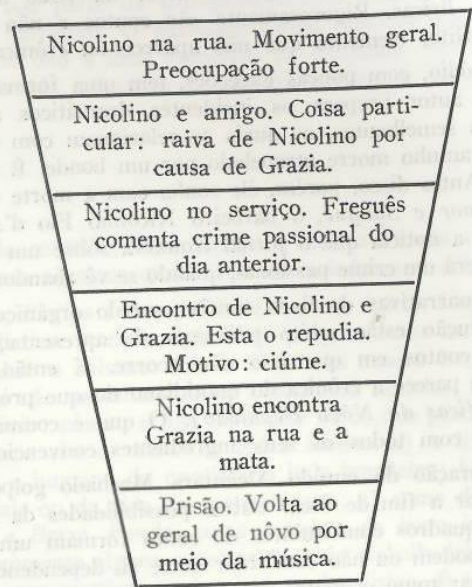 Nicolino na rua. Movimento geral.
Preocupação forte.
Nicolino e amigo. Coisa parti-
cular: raiva de Nicolino por
causa de Grazia.
Nicolino no serviço. Freguês
comenta crime passional do
dia anterior.
Encontro de Nicolino e
Grazia. Esta o repudia.
Motivo: ciúme.
Nicolino encontra
Grazia na rua e a
mata.
Prisão. Volta ao
geral de nôvo por
meio da música.